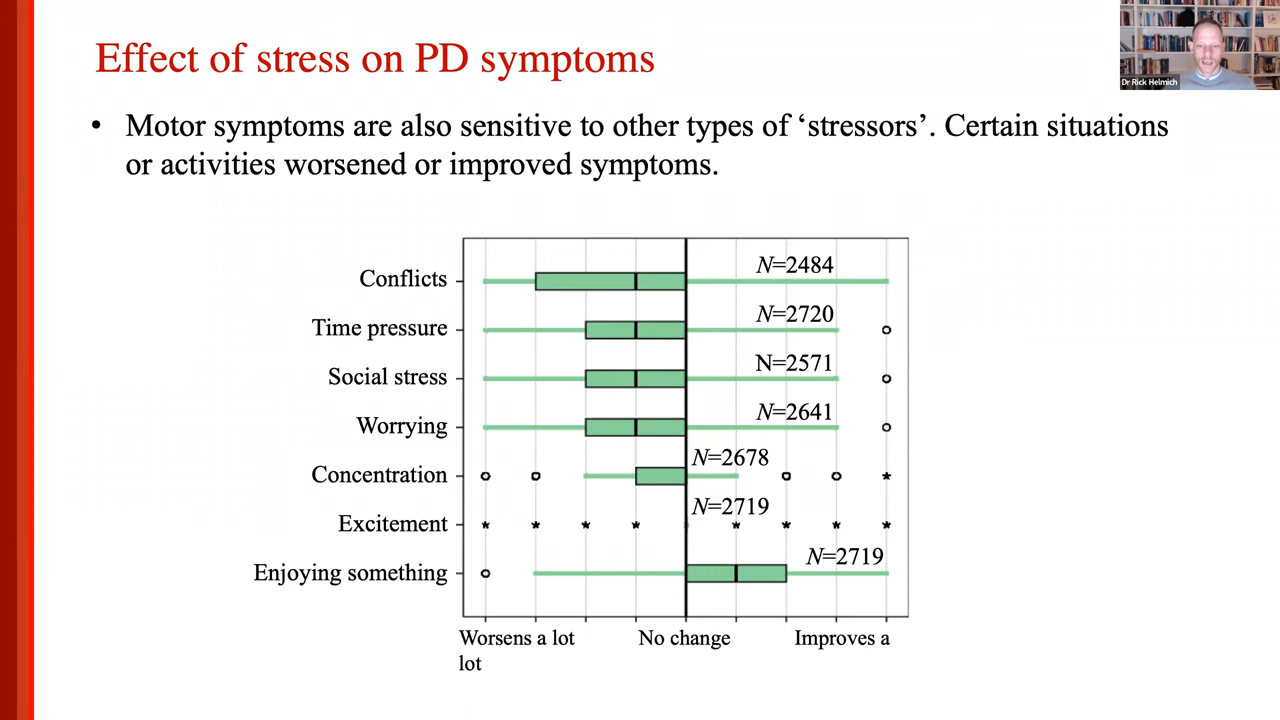 Effect of stress on PD symptoms
Dr Rick Helmich
• Motor symptoms are also sensitive to other types of ‘stressors’. Certain situations
or activities worsened or improved symptoms.
Conflicts N=2484
Time pressure N=2720
Social stress N=2571
Worrying N=2641
Concentration N=2678
Excitement N=2719
Enjoying something N=2719
Worsens a lot No change Improves a
lot